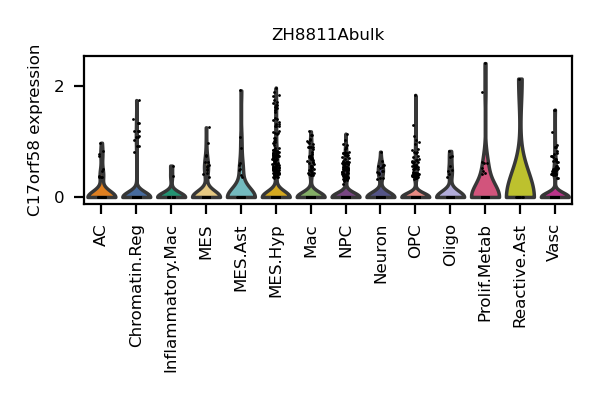 ZH8811Abulk
C17orf58 expression
2
0
AC
Chromatin.Reg
Inflammatory.Mac
MES
MES.Ast
MES.Hyp
Mac
NPC
Neuron
OPC
Oligo
Prolif.Metab
Reactive.Ast
Vasc